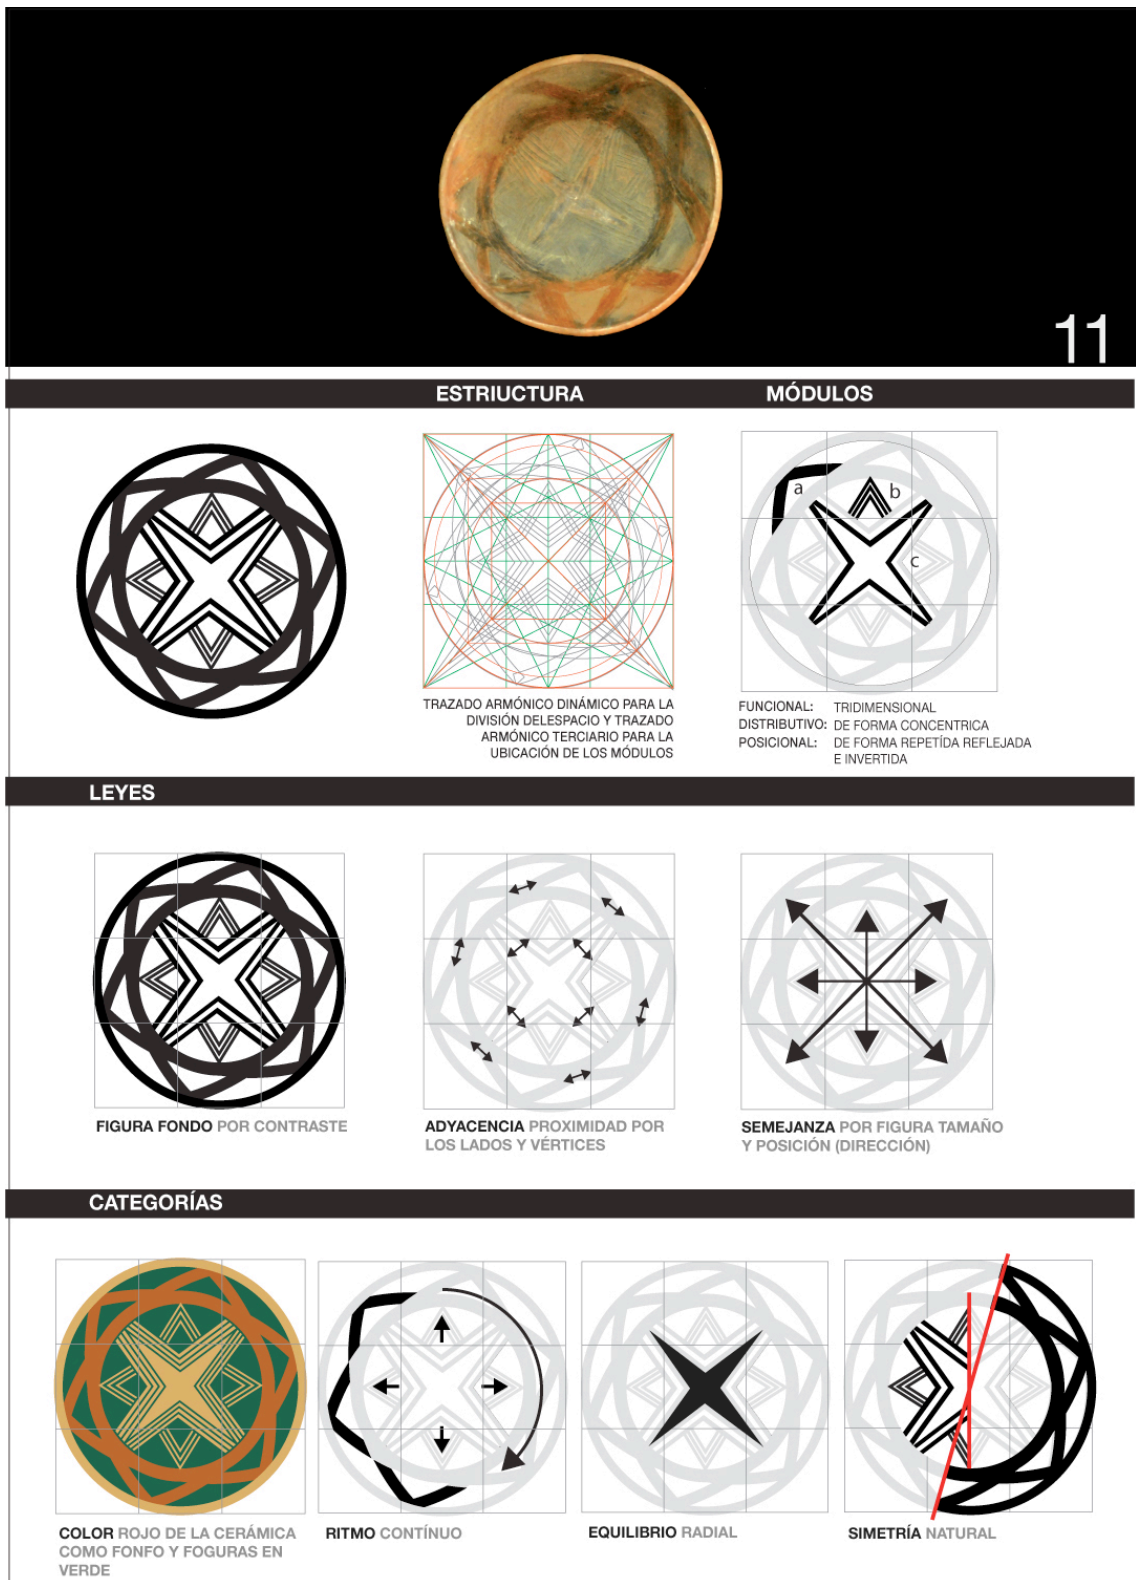 11
ESTRIUCTURA
MÓDULOS
a
b
c
TRAZADO ARMÓNICO DINÁMICO PARA LA
DIVISIÓN DELESPACIO Y TRAZADO
ARMÓNICO TERCIARIO PARA LA
UBICACIÓN DE LOS MÓDULOS
FUNCIONAL: TRIDIMENSIONAL
DISTRIBUTIVO: DE FORMA CONCENTRICA
POSICIONAL: DE FORMA REPETÍDA REFLEJADA
E INVERTIDA
LEYES
FIGURA FONDO POR CONTRASTE
ADYACENCIA PROXIMIDAD POR
LOS LADOS Y VÉRTICES
SEMEJANZA POR FIGURA TAMAÑO
Y POSICIÓN (DIRECCIÓN)
CATEGORÍAS
COLOR ROJO DE LA CERÁMICA
COMO FONFO Y FOGURAS EN
VERDE
RITMO CONTÍNUO
EQUILIBRIO RADIAL
SIMETRÍA NATURAL